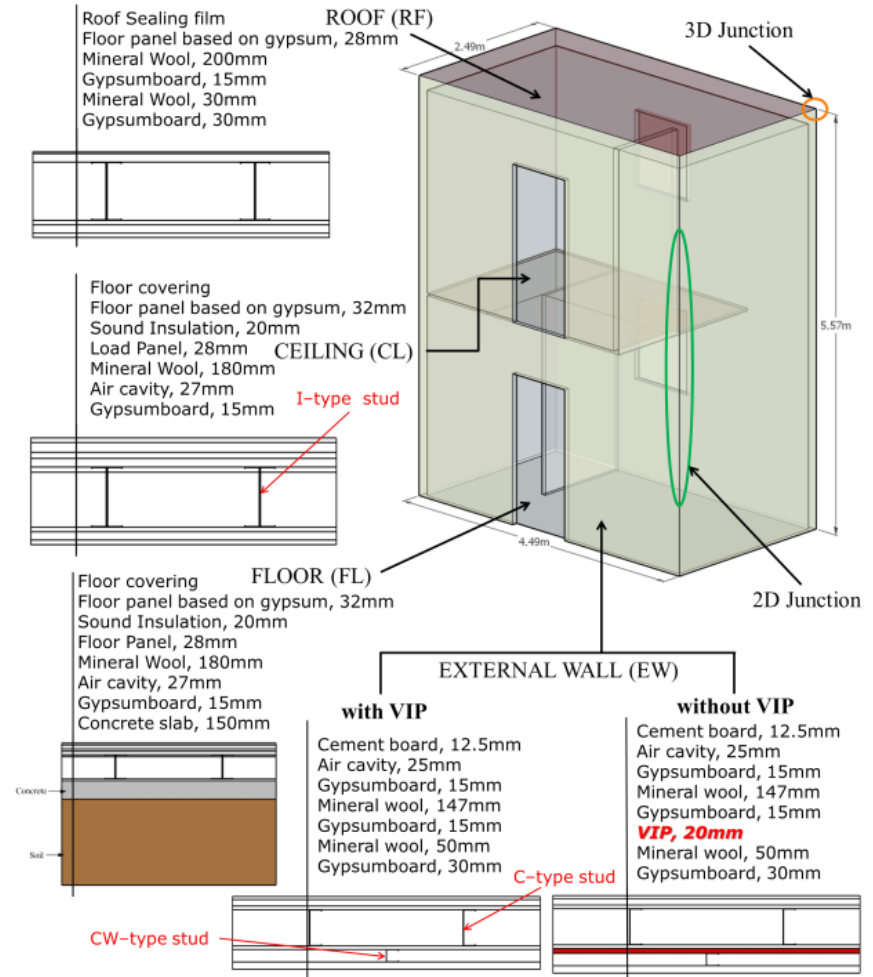 Roof Sealing film
Floor panel based on gypsum, 28mm
Mineral Wool, 200mm
Gypsumboard, 15mm
Mineral Wool, 30mm
Gypsumboard, 30mm
ROOF (RF)
2.49m
3D Junction
Floor covering
Floor panel based on gypsum, 32mm
Sound Insulation, 20mm
Load Panel, 28mm
Mineral Wool, 180mm
Air cavity, 27mm
Gypsumboard, 15mm
CEILING (CL)
I-type stud
5.57m
4.49m
2D Junction
FLOOR (FL)
Floor covering
Floor panel based on gypsum, 32mm
Sound Insulation, 20mm
Floor Panel, 28mm
Mineral Wool, 180mm
Air cavity, 27mm
Gypsumboard, 15mm
Concrete slab, 150mm
Concrete
Soil
EXTERNAL WALL (EW)
with VIP
Cement board, 12.5mm
Air cavity, 25mm
Gypsumboard, 15mm
Mineral wool, 147mm
Gypsumboard, 15mm
Mineral wool, 50mm
Gypsumboard, 30mm
without VIP
Cement board, 12.5mm
Air cavity, 25mm
Gypsumboard, 15mm
Mineral wool, 147mm
Gypsumboard, 15mm
VIP, 20mm
Mineral wool, 50mm
Gypsumboard, 30mm
C-type stud
CW-type stud